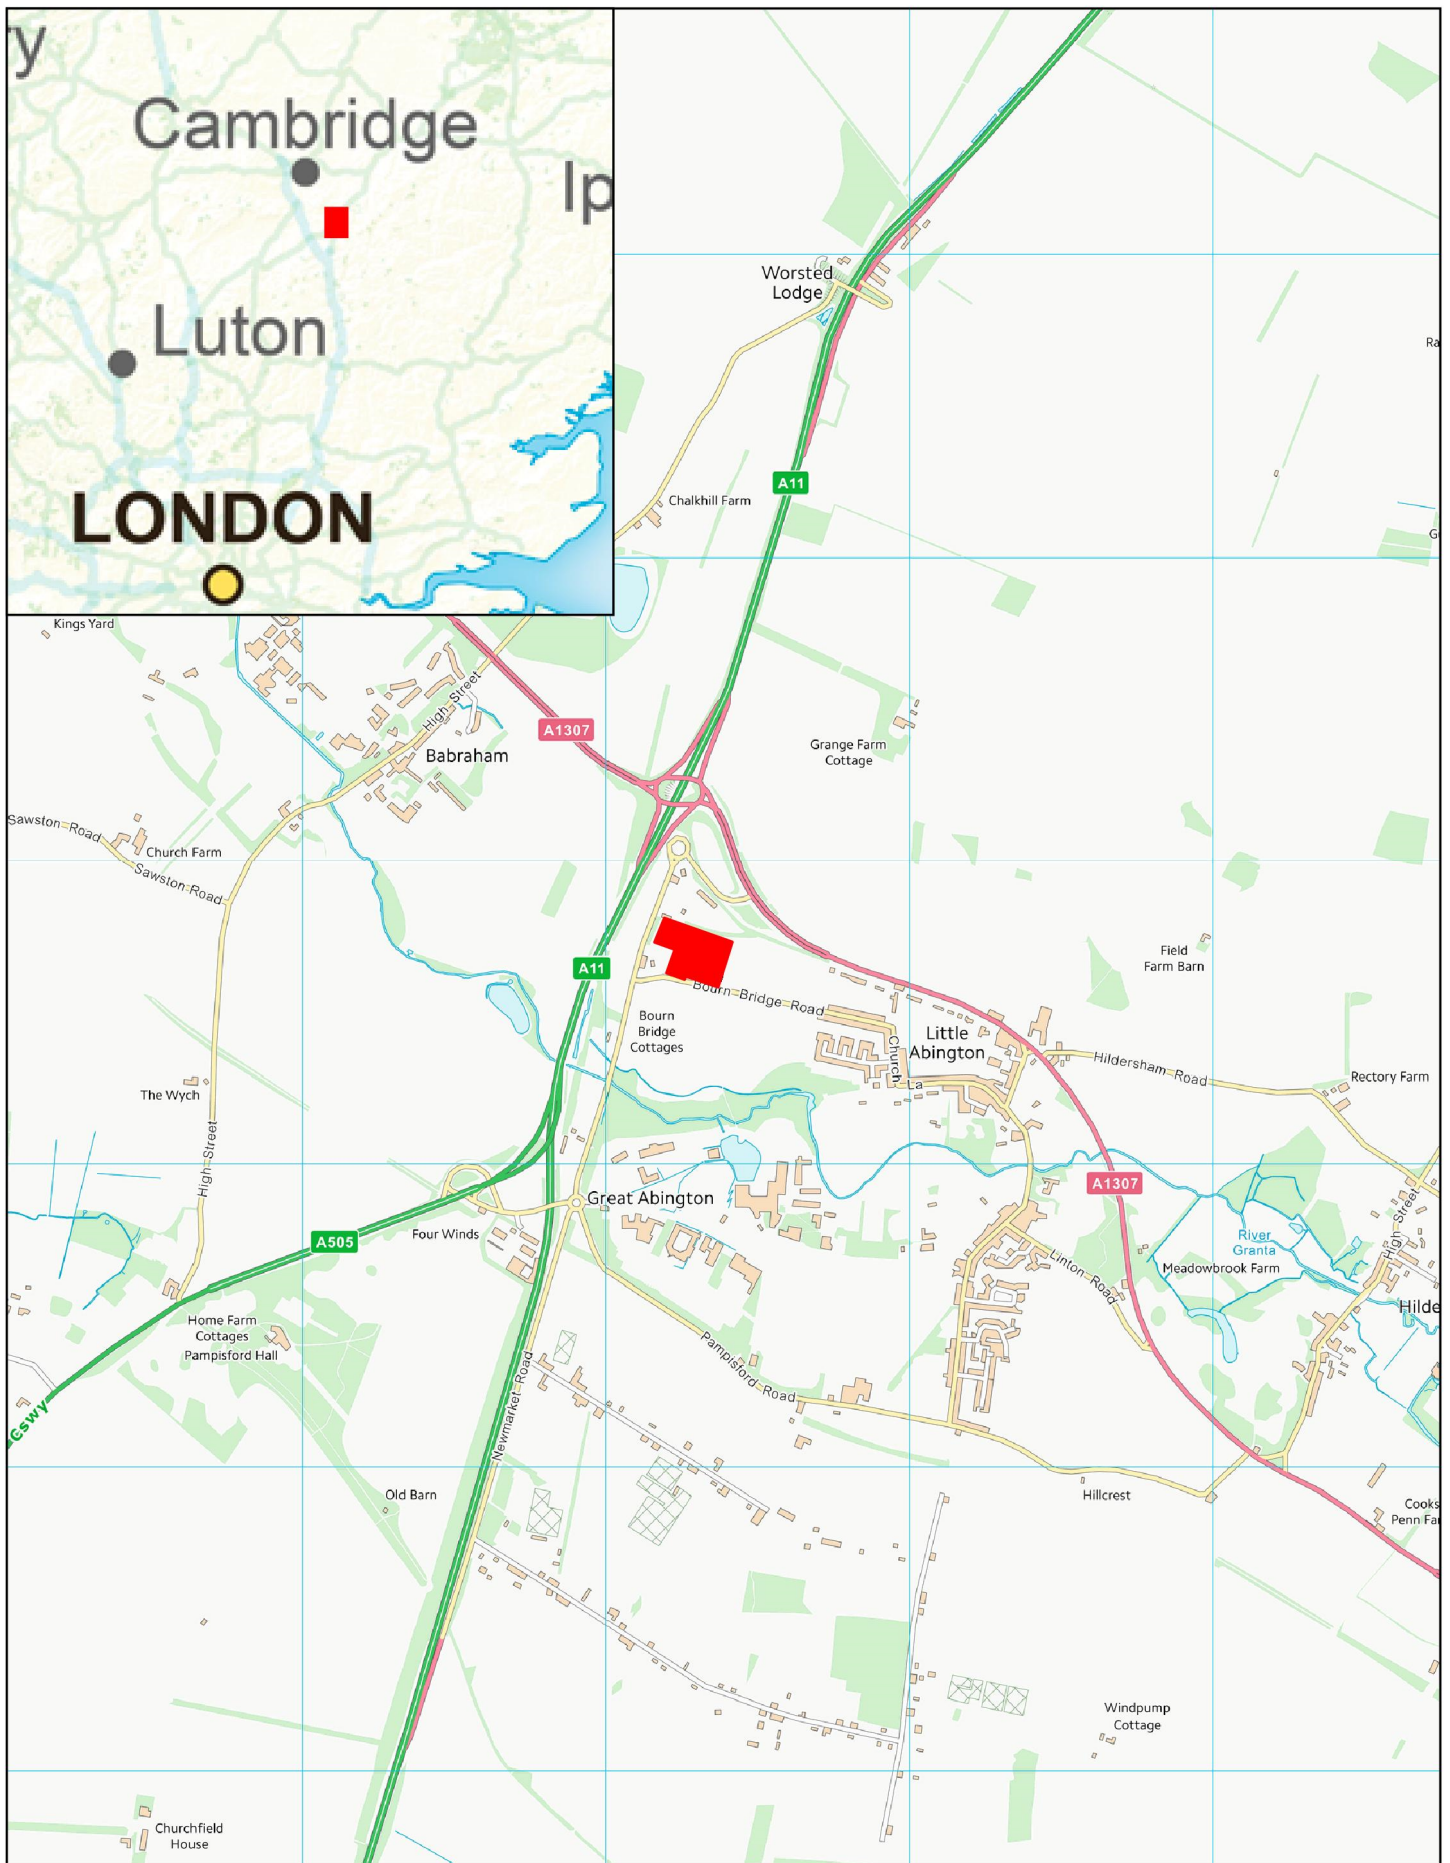 y
Cambridge
Ip
Luton
LONDON
Worsted
Lodge
Ra
A11
Chalkhill Farm
G
Kings Yard
High Street
A1307
Babraham
Grange Farm
Cottage
Sawston Road
Church Farm
Sawston Road
Field
Farm Barn
A11
Bourn Bridge Road
Bourn
Bridge
Cottages
Little
Abington
Church La
Hildersham Road
Rectory Farm
The Wych
High Street
A1307
Great Abington
High Street
Four Winds
A505
River
Granta
Linton Road
Meadowbrook Farm
Hilde
Home Farm
Cottages
Pampisford Hall
Pampisford Road
Newmarket Road
Cswy
Old Barn
Hillcrest
Cooks
Penn Fa
Windpump
Cottage
Churchfield
House